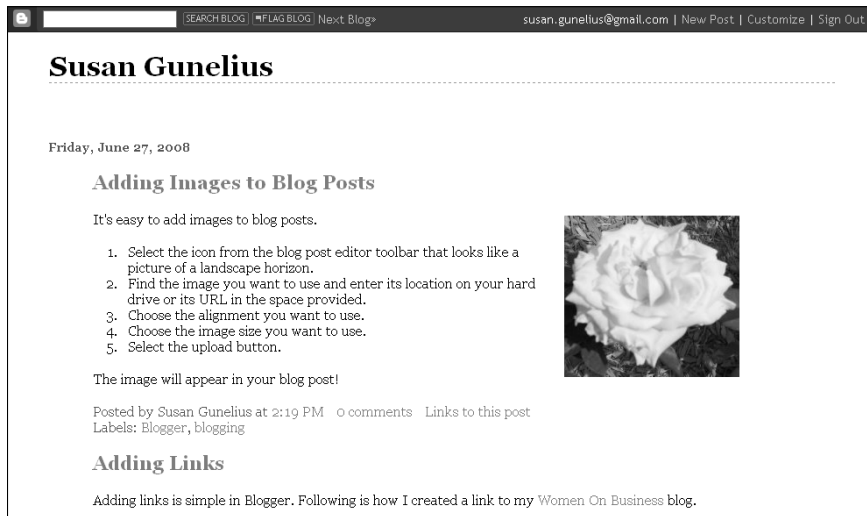 SEARCH BLOG FLAG BLOG Next Blog» susan.gunelius@gmail.com | New Post | Customize | Sign Out
Susan Gunelius
Friday, June 27, 2008
Adding Images to Blog Posts
It's easy to add images to blog posts.
1. Select the icon from the blog post editor toolbar that looks like a
picture of a landscape horizon.
2. Find the image you want to use and enter its location on your hard
drive or its URL in the space provided.
3. Choose the alignment you want to use.
4. Choose the image size you want to use.
5. Select the upload button.
The image will appear in your blog post!
Posted by Susan Gunelius at 2:19 PM 0 comments Links to this post
Labels: Blogger, blogging
Adding Links
Adding links is simple in Blogger. Following is how I created a link to my Women On Business blog.